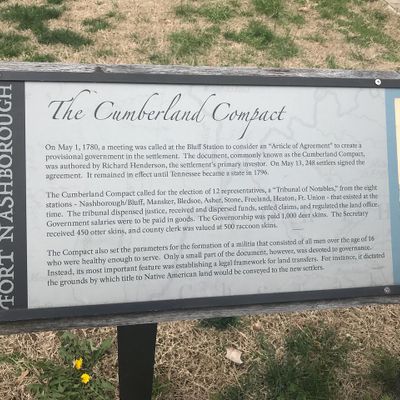 FORT NASHBOROUGH
The Cumberland Compact
On May 1, 1780, a meeting was called at the Bluff Station to consider an “Article of Agreement” to create a
provisional government in the settlement. The document, commonly known as the Cumberland Compact,
was authored by Richard Henderson, the settlement’s primary investor. On May 13, 248 settlers signed the
agreement. It remained in effect until Tennessee became a state in 1796.
The Cumberland Compact called for the election of 12 representatives, a “Tribunal of Notables,” from the eight
stations - Nashborough/Bluff, Mansker, Bledsoe, Asher, Stone, Freeland, Heaton, Ft. Union - that existed at the
time. The tribunal dispensed justice, received and dispersed funds, settled claims, and regulated the land office.
Government salaries were to be paid in goods. The Governorship was paid 1,000 deer skins. The Secretary
received 450 otter skins, and county clerk was valued at 500 raccoon skins.
The Compact also set the parameters for the formation of a militia that consisted of all men over the age of 16
who were healthy enough to serve. Only a small part of the document, however, was devoted to governance.
Instead, its most important feature was establishing a legal framework for land transfers. For instance, it dictated
the grounds by which title to Native American land would be conveyed to the new settlers.